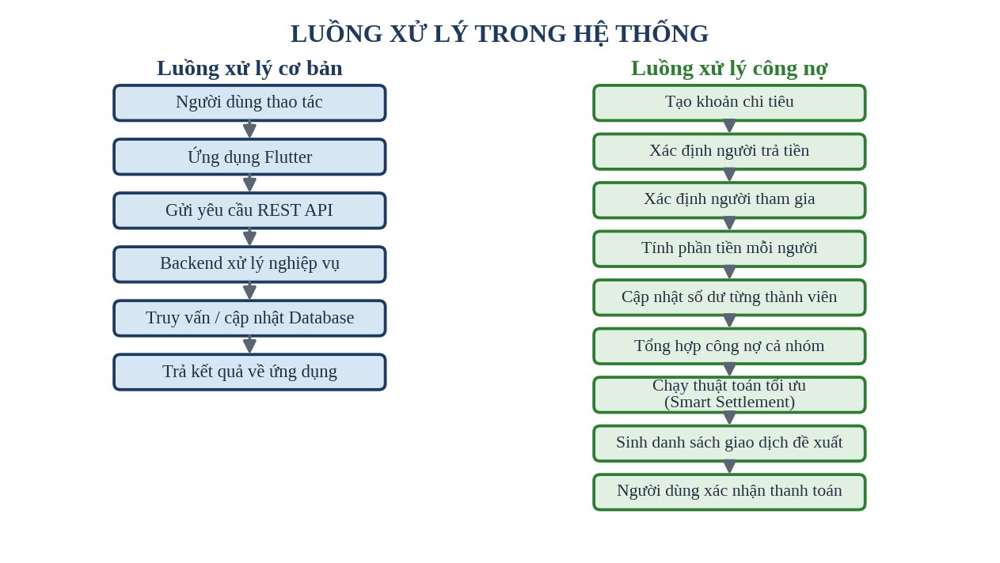 LUỒNG XỬ LÝ TRONG HỆ THỐNG
Luồng xử lý cơ bản
Người dùng thao tác
Ứng dụng Flutter
Gửi yêu cầu REST API
Backend xử lý nghiệp vụ
Truy vấn / cập nhật Database
Trả kết quả về ứng dụng
Luồng xử lý công nợ
Tạo khoản chi tiêu
Xác định người trả tiền
Xác định người tham gia
Tính phần tiền mỗi người
Cập nhật số dư từng thành viên
Tổng hợp công nợ cả nhóm
Chạy thuật toán tối ưu
(Smart Settlement)
Sinh danh sách giao dịch đề xuất
Người dùng xác nhận thanh toán